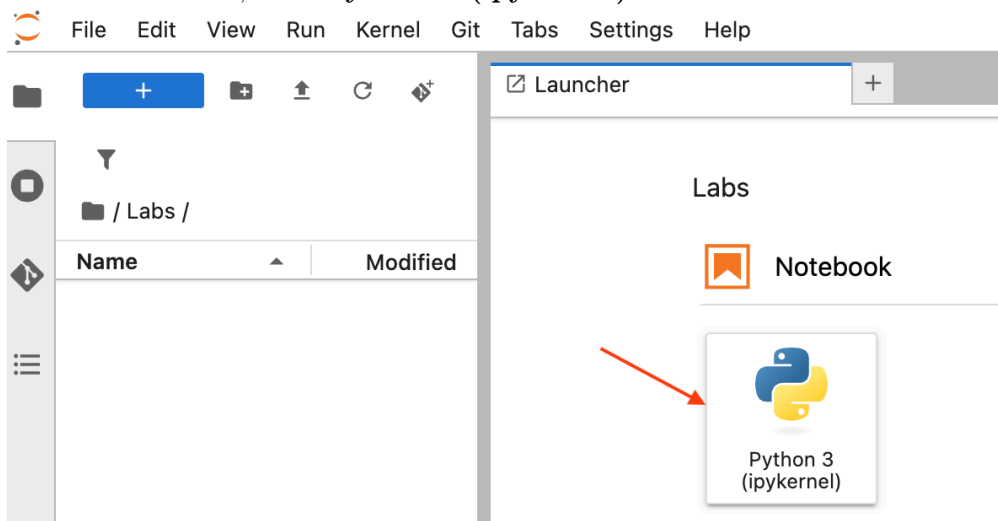 File Edit View Run Kernel Git Tabs Settings Help
+
Launcher
+
/ Labs /
Name Modified
Labs
Notebook
Python 3
(ipykernel)